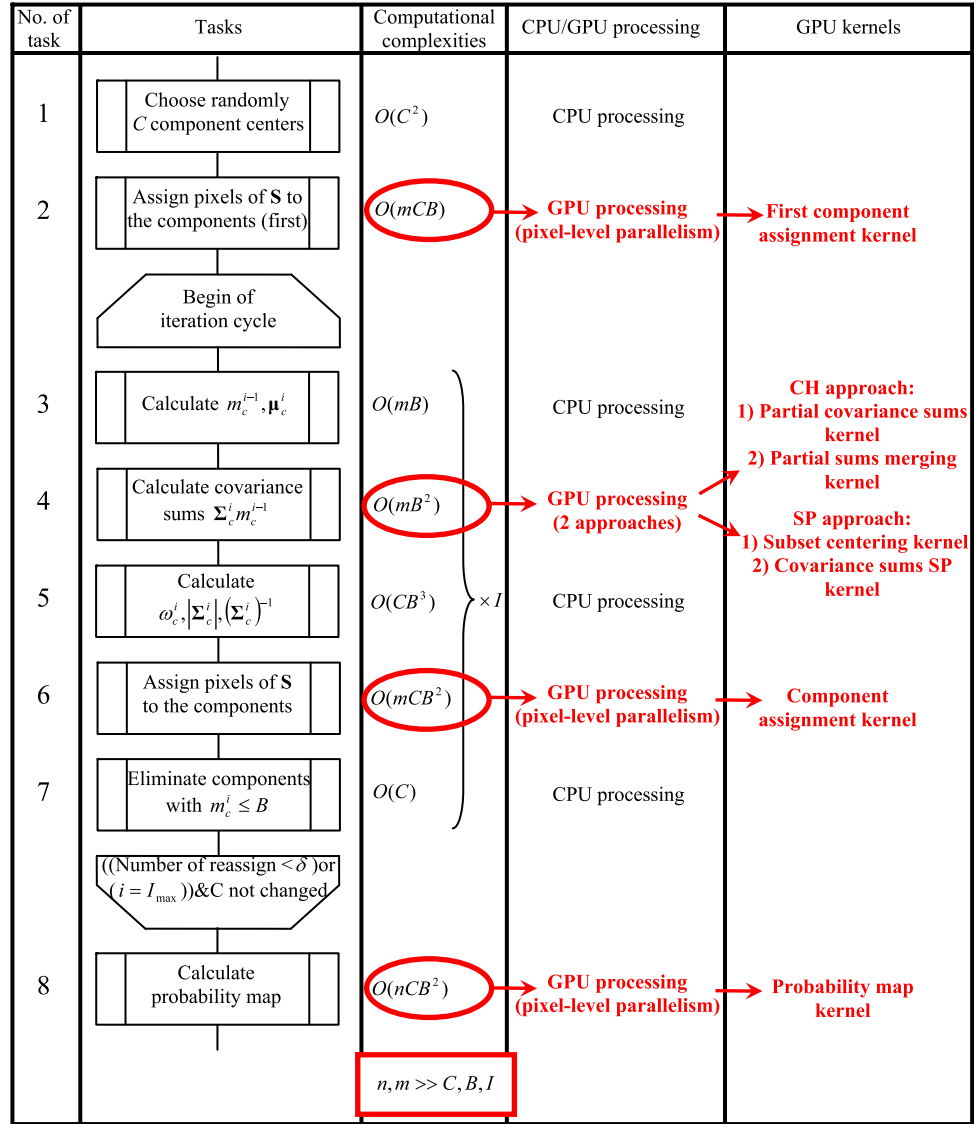 No. of
task
Tasks
Computational
complexities
CPU/GPU processing
GPU kernels
1
Choose randomly
C component centers
O(C²)
CPU processing
2
Assign pixels of S to
the components (first)
O(mCB)
GPU processing
(pixel-level parallelism)
First component
assignment kernel
Begin of
iteration cycle
3
Calculate m_c^{i-1}, μ_c^i
O(mB)
CPU processing
CH approach:
1) Partial covariance sums
kernel
2) Partial sums merging
kernel
4
Calculate covariance
sums Σ_c^i m_c^{i-1}
O(mB²)
GPU processing
(2 approaches)
SP approach:
1) Subset centering kernel
2) Covariance sums SP
kernel
5
Calculate
ω_c^i, |Σ_c^i|, (Σ_c^i)^{-1}
O(CB³)
× I
CPU processing
6
Assign pixels of S
to the components
O(mCB²)
GPU processing
(pixel-level parallelism)
Component
assignment kernel
7
Eliminate components
with m_c^i ≤ B
O(C)
CPU processing
((Number of reassign < δ )or
( i = I_max ))&C not changed
8
Calculate
probability map
O(nCB²)
GPU processing
(pixel-level parallelism)
Probability map
kernel
n, m >> C, B, I